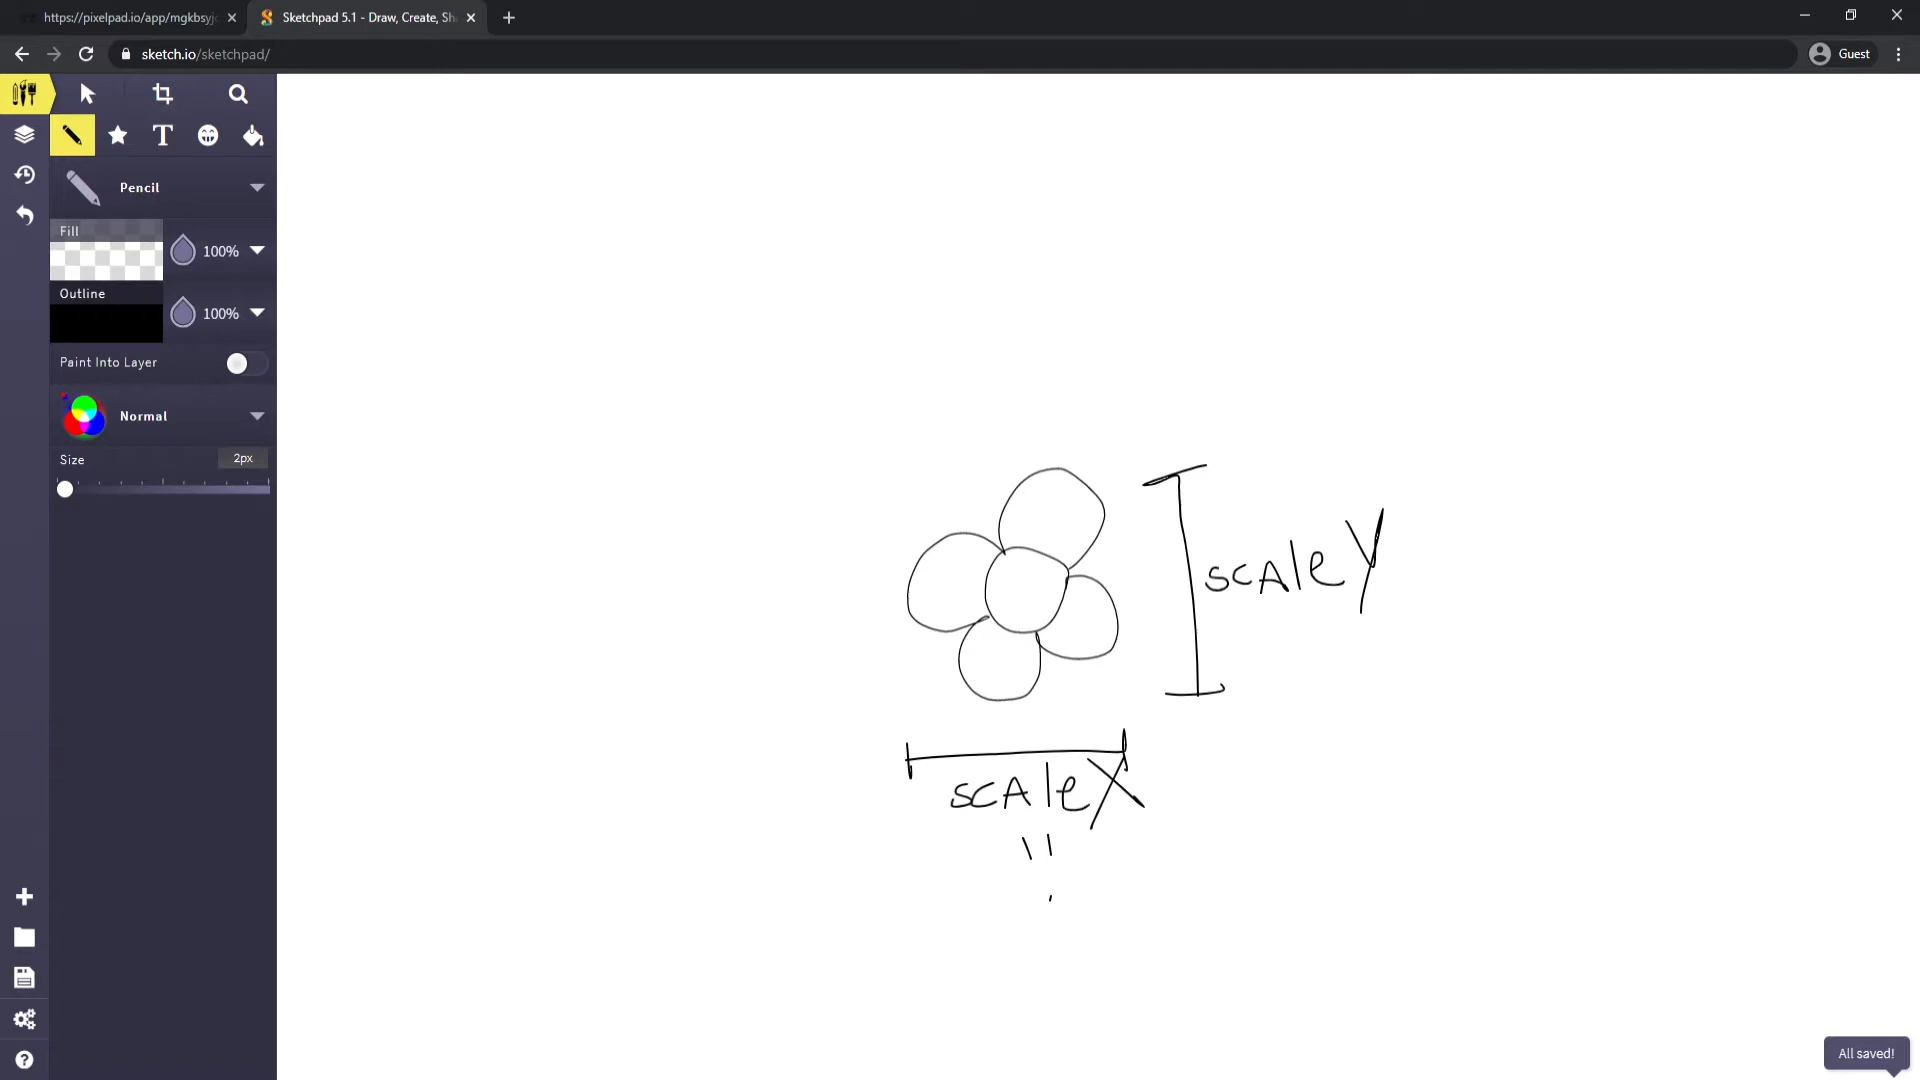 https://pixelpad.io/app/mgkbsyj
Sketchpad 5.1 - Draw, Create, Sh
sketch.io/sketchpad/
Guest
T
Pencil
Fill
100%
Outline
100%
Paint Into Layer
Normal
Size
2px
scAleY
scAleX
All saved!